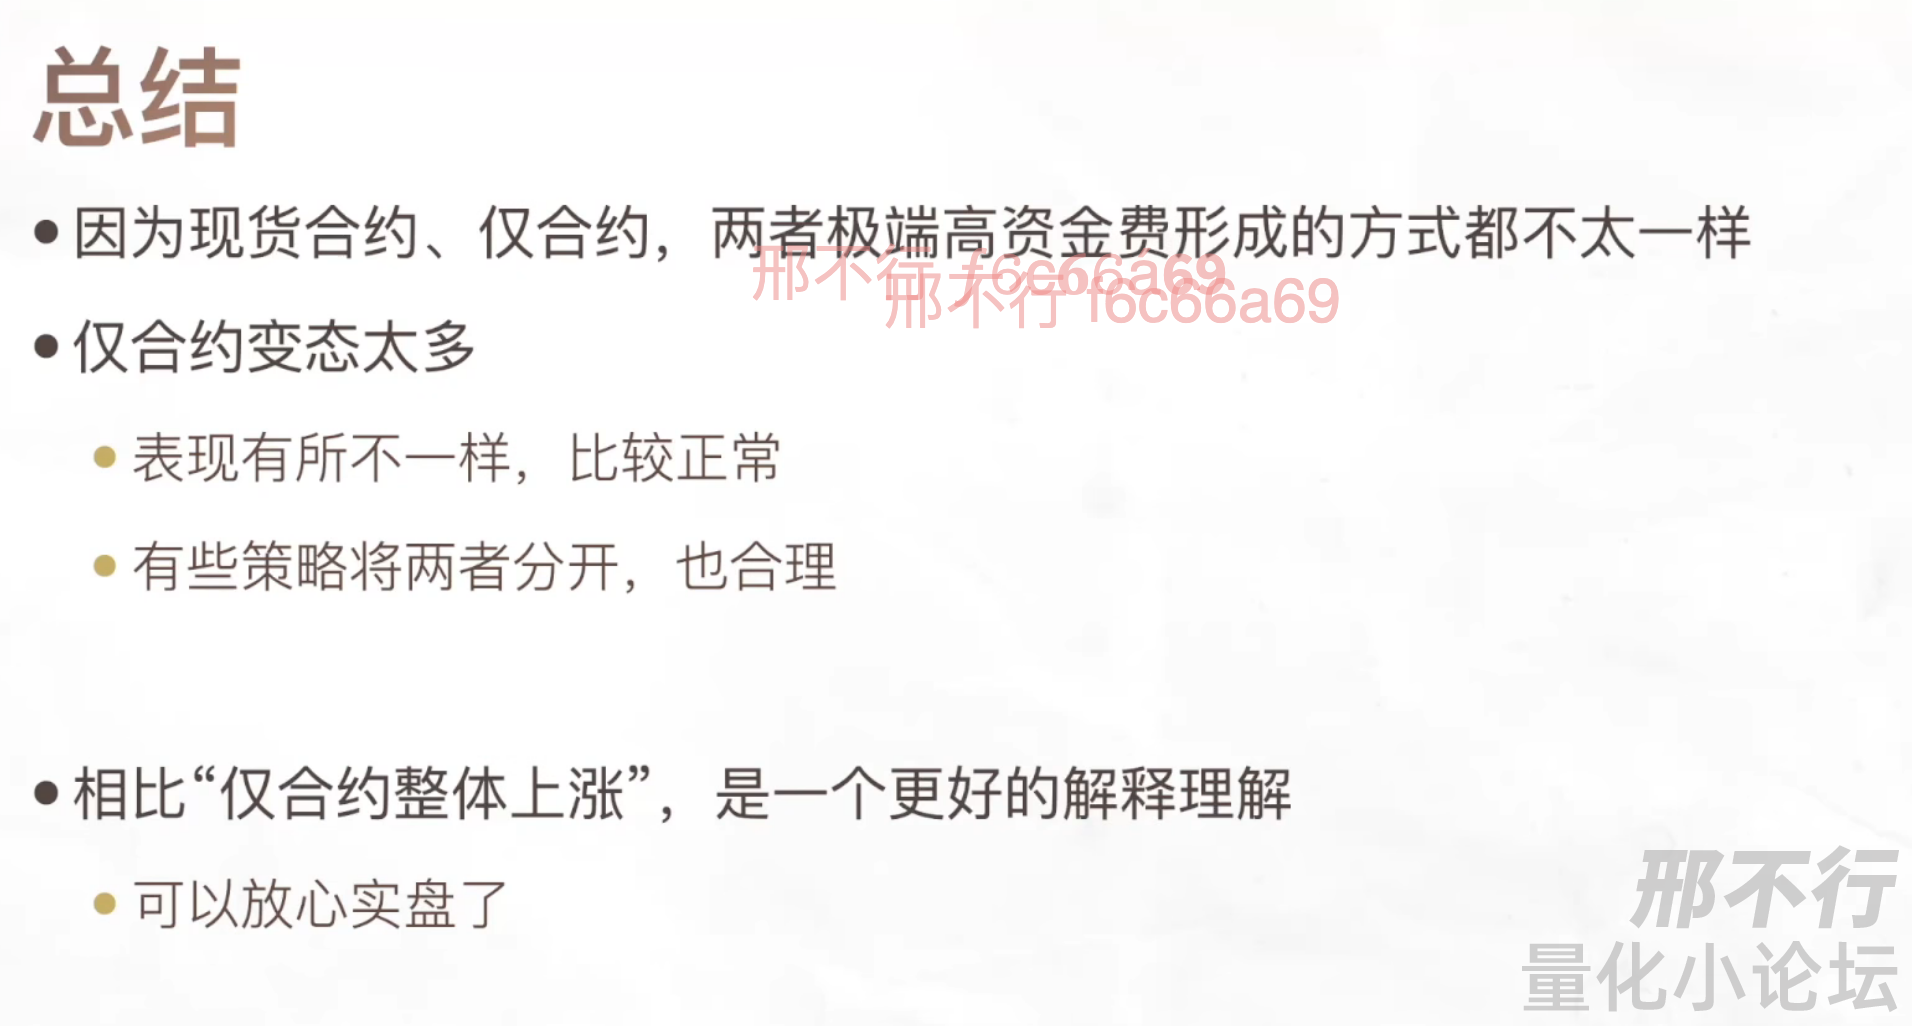 总结
因为现货合约、仅合约，两者极端高资金费形成的方式都不太一样
邢不行 f6c66a69
邢不行 f6c66a69
仅合约变态太多
表现有所不一样，比较正常
有些策略将两者分开，也合理
相比“仅合约整体上涨”，是一个更好的解释理解
可以放心实盘了
邢不行
量化小论坛